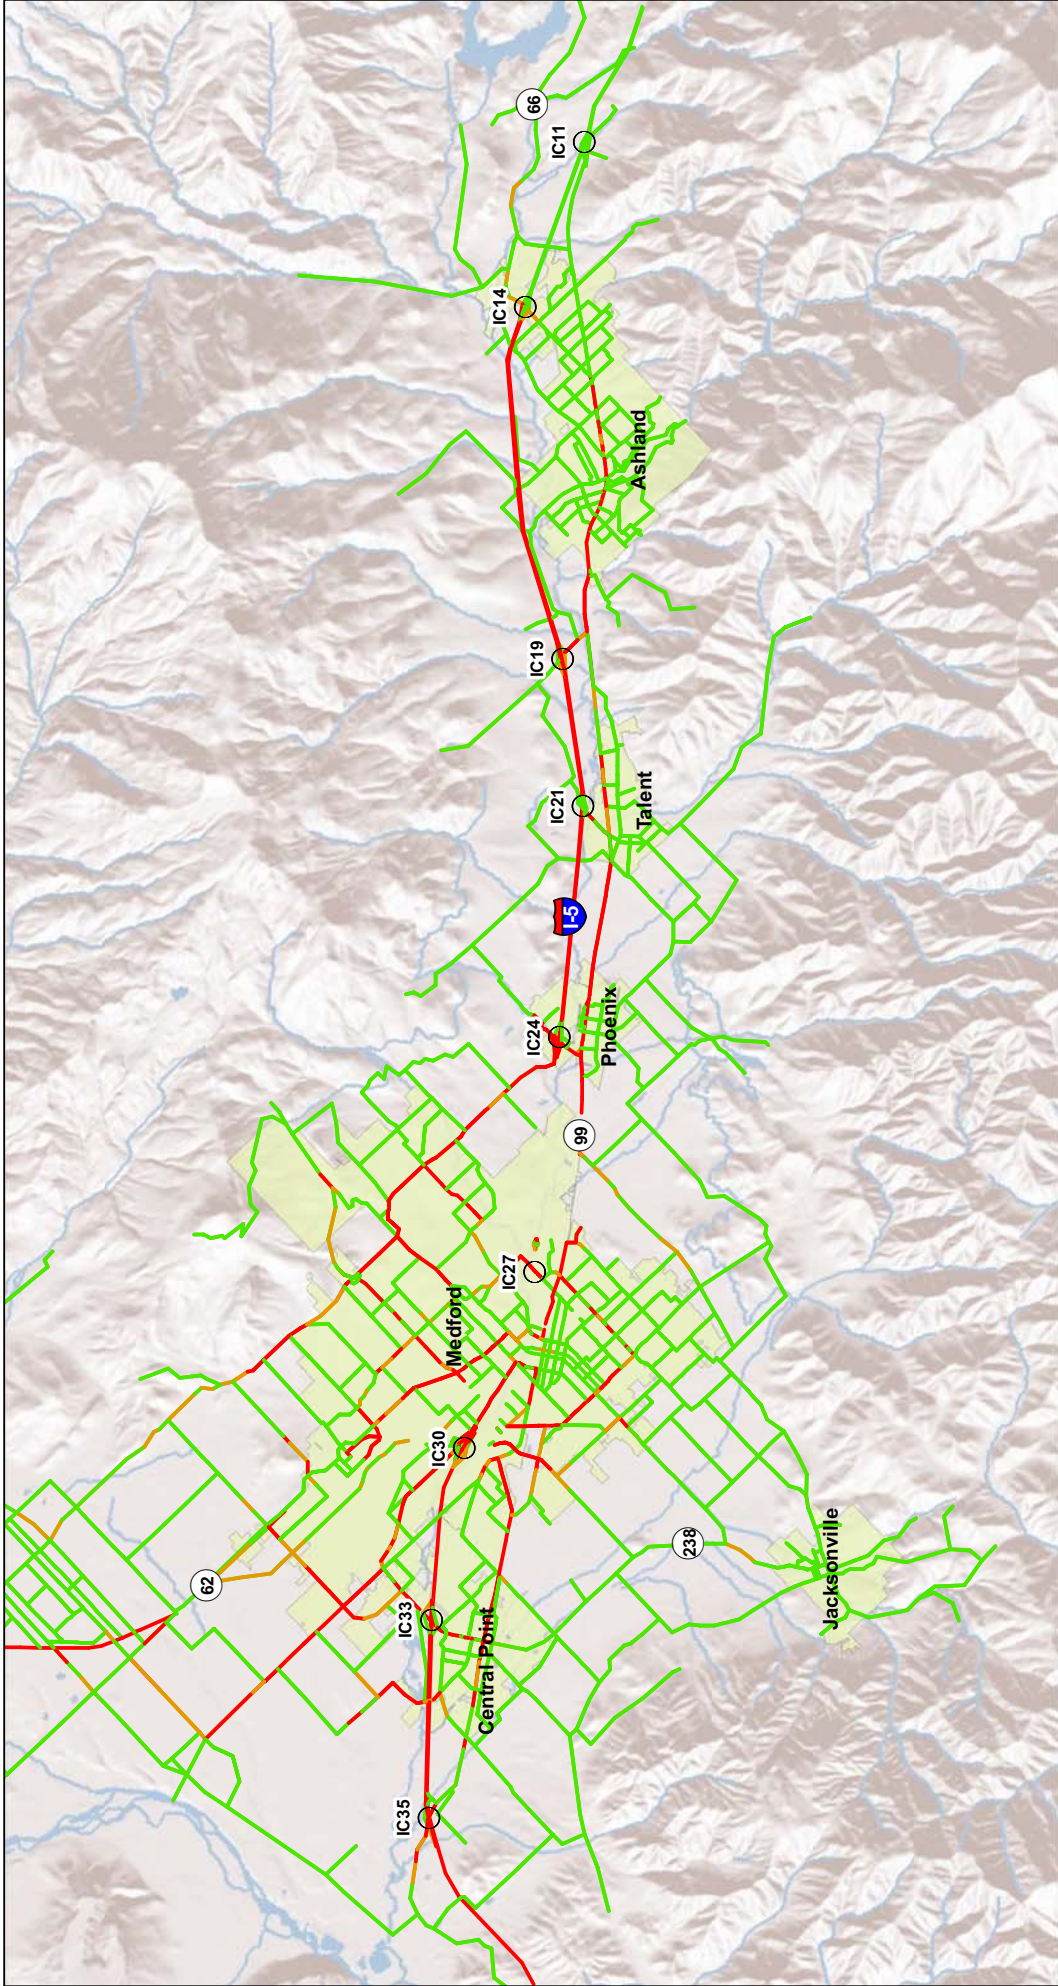 66
IC11
IC14
Ashland
IC19
IC21
Talent
I-5
IC24
Phoenix
99
IC27
Medford
IC30
238
Jacksonville
62
IC33
Central Point
IC35